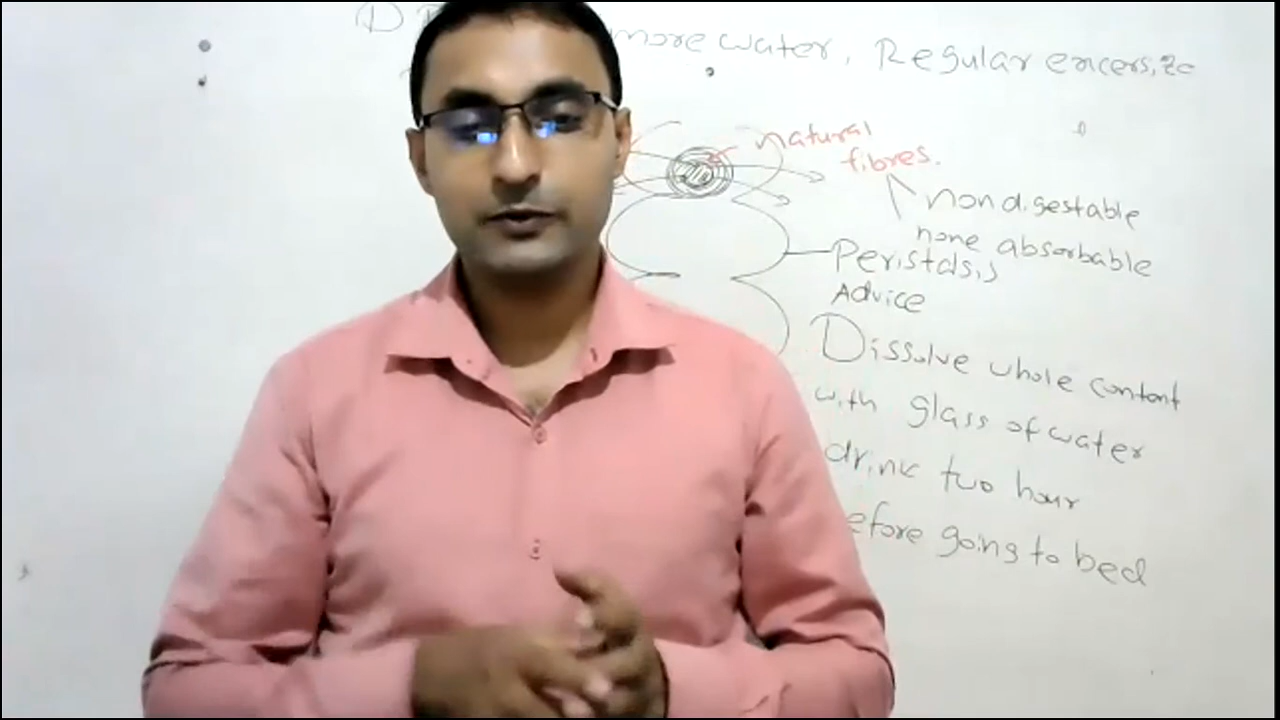 more water, Regular encersize
natural
fibres.
non digestable
none absorbable
Peristalsis
Advice
Dissolve whole content
with glass of water
drink two hour
efore going to bed